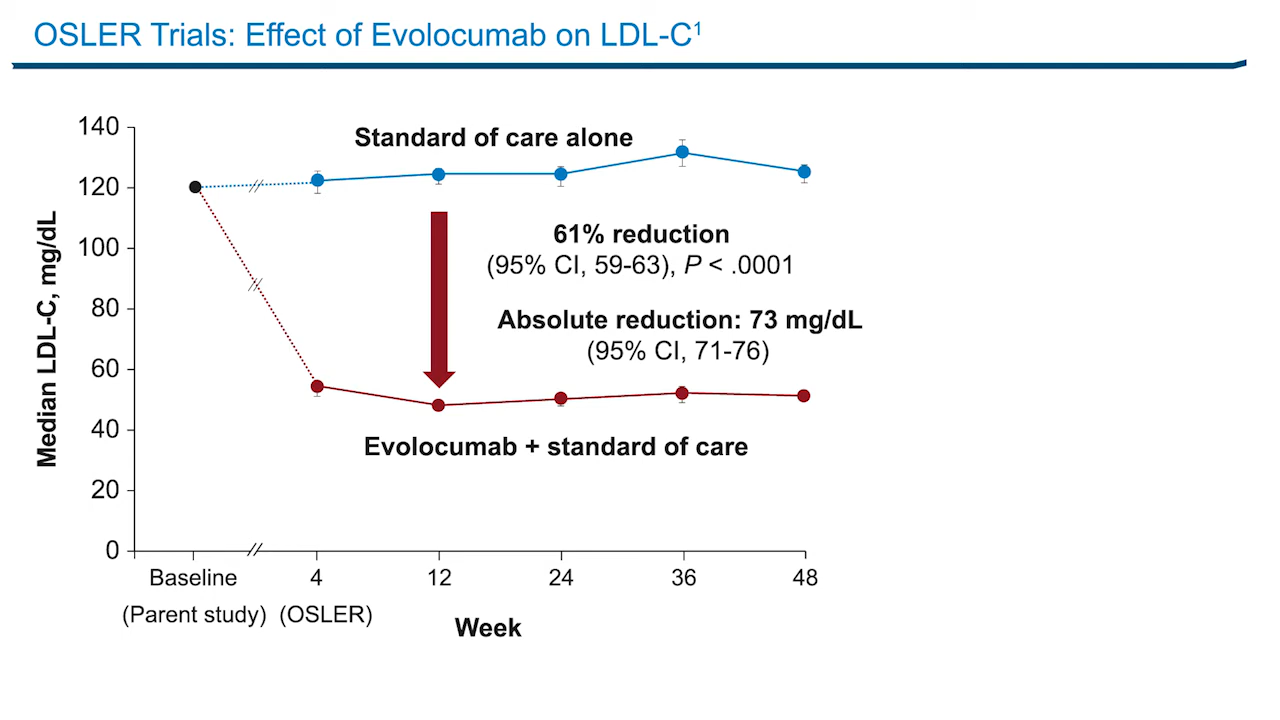 OSLER Trials: Effect of Evolocumab on LDL-C¹
140
120
100
80
60
40
20
0
Median LDL-C, mg/dL
Standard of care alone
61% reduction
(95% CI, 59-63), P < .0001
Absolute reduction: 73 mg/dL
(95% CI, 71-76)
Evolocumab + standard of care
Baseline 4 12 24 36 48
(Parent study) (OSLER)
Week